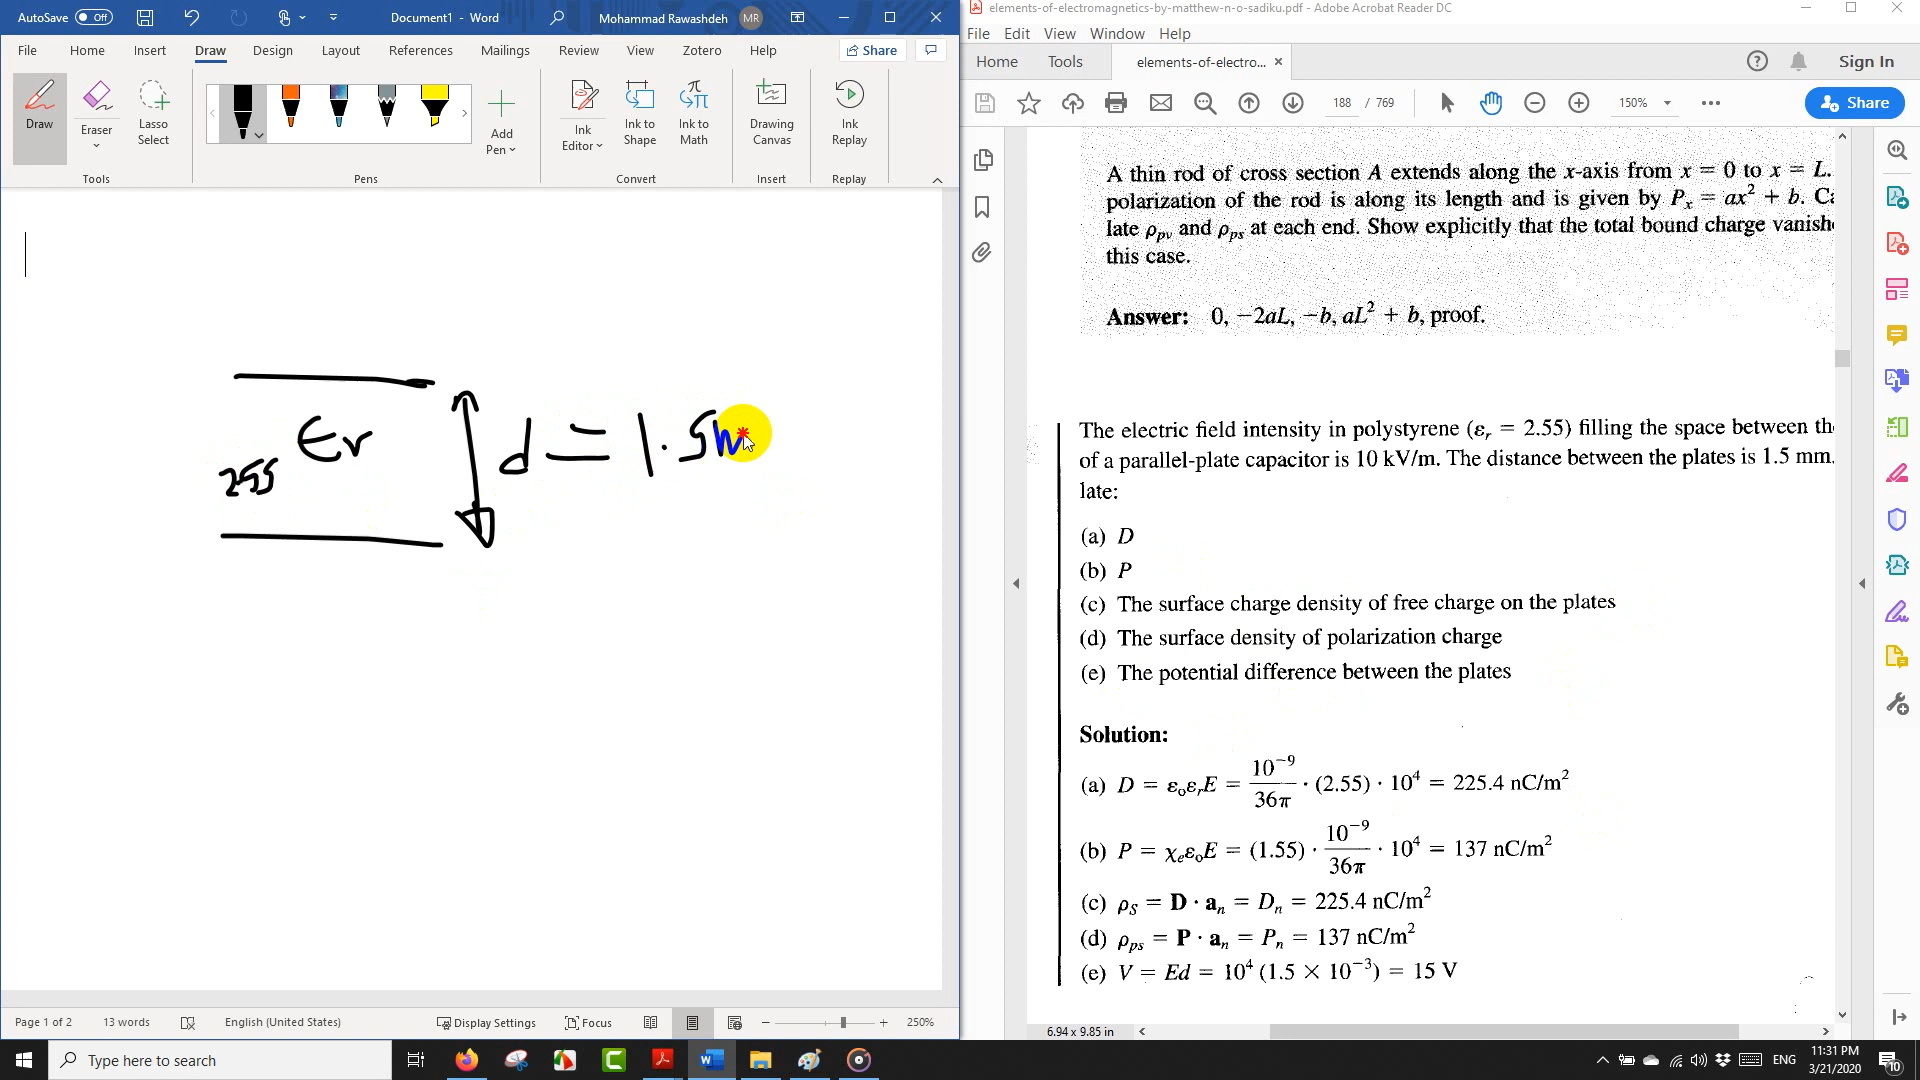 AutoSave Off Document1 - Word Mohammad Rawashdeh MR
File Home Insert Draw Design Layout References Mailings Review View Zotero Help Share
Draw Eraser Lasso Select Add Pen Ink Editor Ink to Shape Ink to Math Drawing Canvas Ink Replay
Tools Pens Convert Insert Replay
Єr
2.55
d = 1.5
Page 1 of 2 13 words English (United States) Display Settings Focus 250%
elements-of-electromagnetics-by-matthew-n-o-sadiku.pdf - Adobe Acrobat Reader DC
File Edit View Window Help
Home Tools elements-of-electro... × Sign In
188 / 769 150% Share
A thin rod of cross section A extends along the x-axis from x = 0 to x = L.
polarization of the rod is along its length and is given by Pₓ = ax² + b. Ca
late ρₚᵥ and ρₚₛ at each end. Show explicitly that the total bound charge vanish
this case.
Answer: 0, −2aL, −b, aL² + b, proof.
The electric field intensity in polystyrene (εᵣ = 2.55) filling the space between th
of a parallel-plate capacitor is 10 kV/m. The distance between the plates is 1.5 mm.
late:
(a) D
(b) P
(c) The surface charge density of free charge on the plates
(d) The surface density of polarization charge
(e) The potential difference between the plates
Solution:
(a) D = εₒεᵣE = 10⁻⁹/36π · (2.55) · 10⁴ = 225.4 nC/m²
(b) P = χₑεₒE = (1.55) · 10⁻⁹/36π · 10⁴ = 137 nC/m²
(c) ρ_S = D · aₙ = Dₙ = 225.4 nC/m²
(d) ρₚₛ = P · aₙ = Pₙ = 137 nC/m²
(e) V = Ed = 10⁴ (1.5 × 10⁻³) = 15 V
6.94 x 9.85 in
Type here to search
ENG 11:31 PM
3/21/2020
10